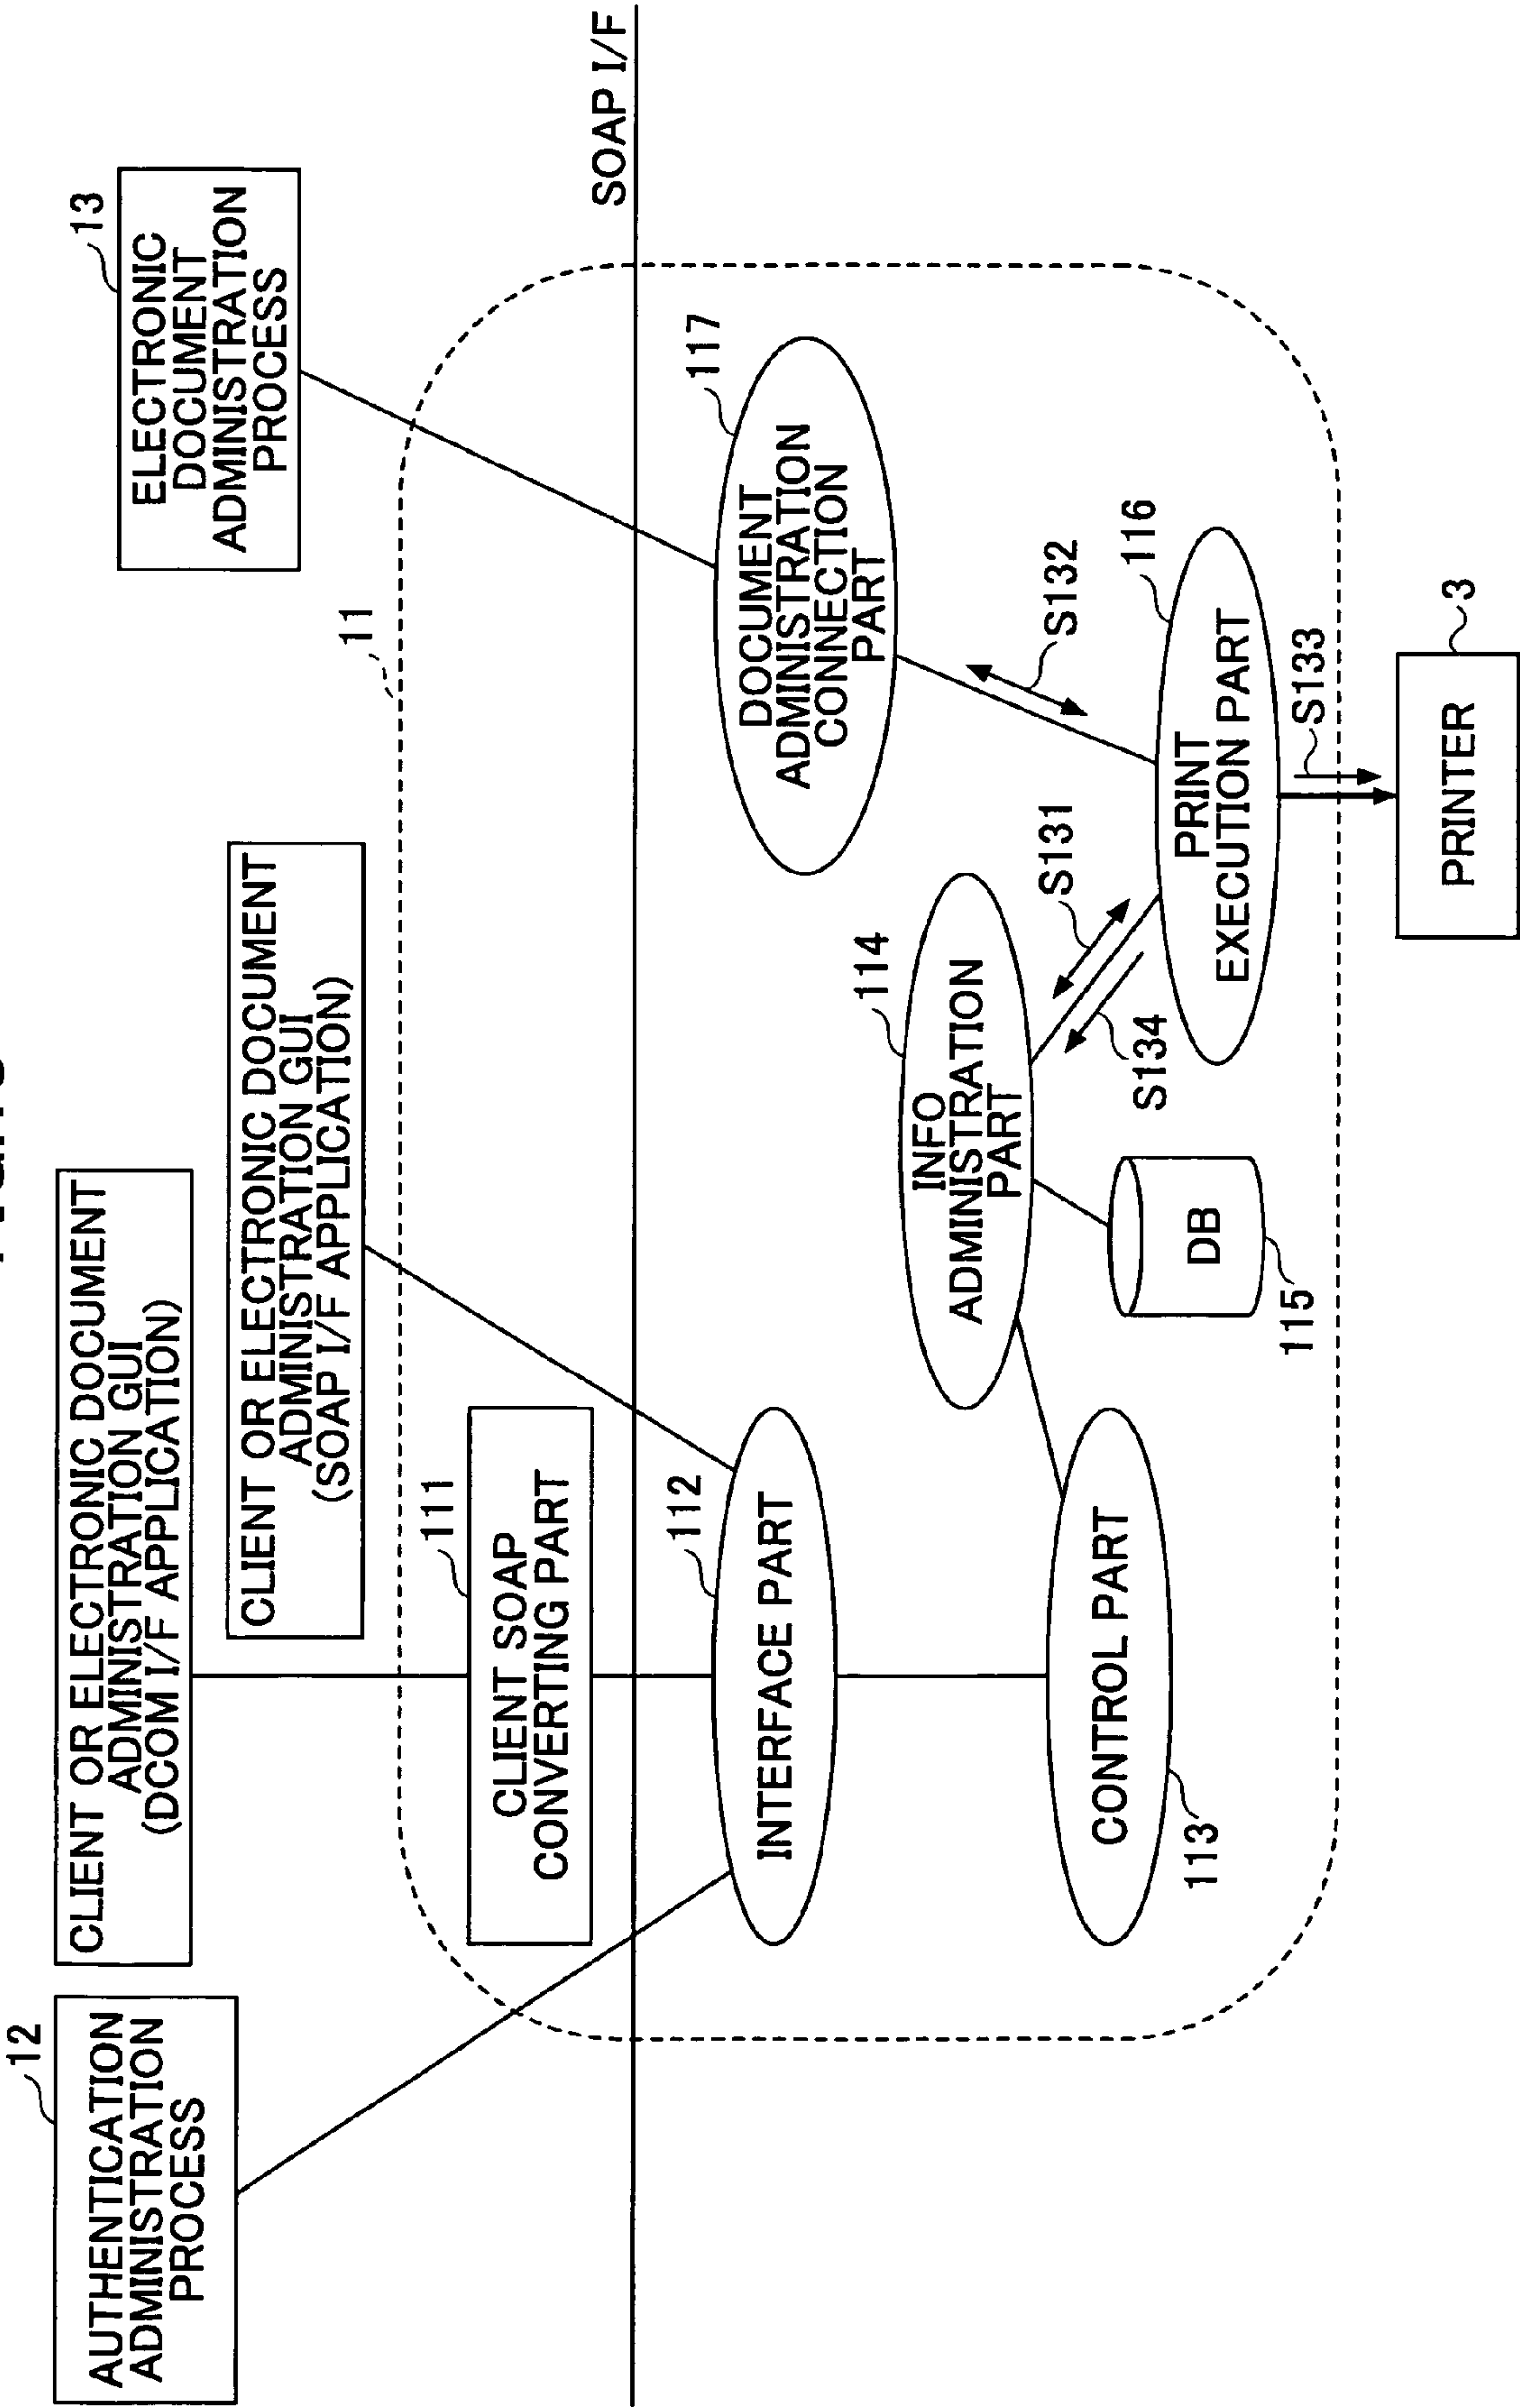 12
AUTHENTICATION
ADMINISTRATION
PROCESS
CLIENT OR ELECTRONIC DOCUMENT
ADMINISTRATION GUI
(DCOM I/F APPLICATION)
CLIENT OR ELECTRONIC DOCUMENT
ADMINISTRATION GUI
(SOAP I/F APPLICATION)
13
ELECTRONIC
DOCUMENT
ADMINISTRATION
PROCESS
11
111
CLIENT SOAP
CONVERTING PART
SOAP I/F
112
INTERFACE PART
117
DOCUMENT
ADMINISTRATION
CONNECTION
PART
114
INFO
ADMINISTRATION
PART
S131
S132
S134
113
CONTROL PART
DB
115
116
PRINT
EXECUTION PART
S133
3
PRINTER